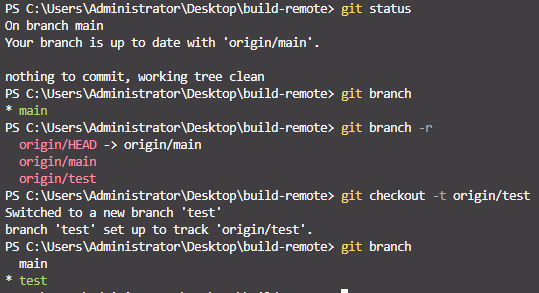 PS C:\Users\Administrator\Desktop\build-remote> git status
On branch main
Your branch is up to date with 'origin/main'.
nothing to commit, working tree clean
PS C:\Users\Administrator\Desktop\build-remote> git branch
* main
PS C:\Users\Administrator\Desktop\build-remote> git branch -r
origin/HEAD -> origin/main
origin/main
origin/test
PS C:\Users\Administrator\Desktop\build-remote> git checkout -t origin/test
Switched to a new branch 'test'
branch 'test' set up to track 'origin/test'.
PS C:\Users\Administrator\Desktop\build-remote> git branch
main
* test